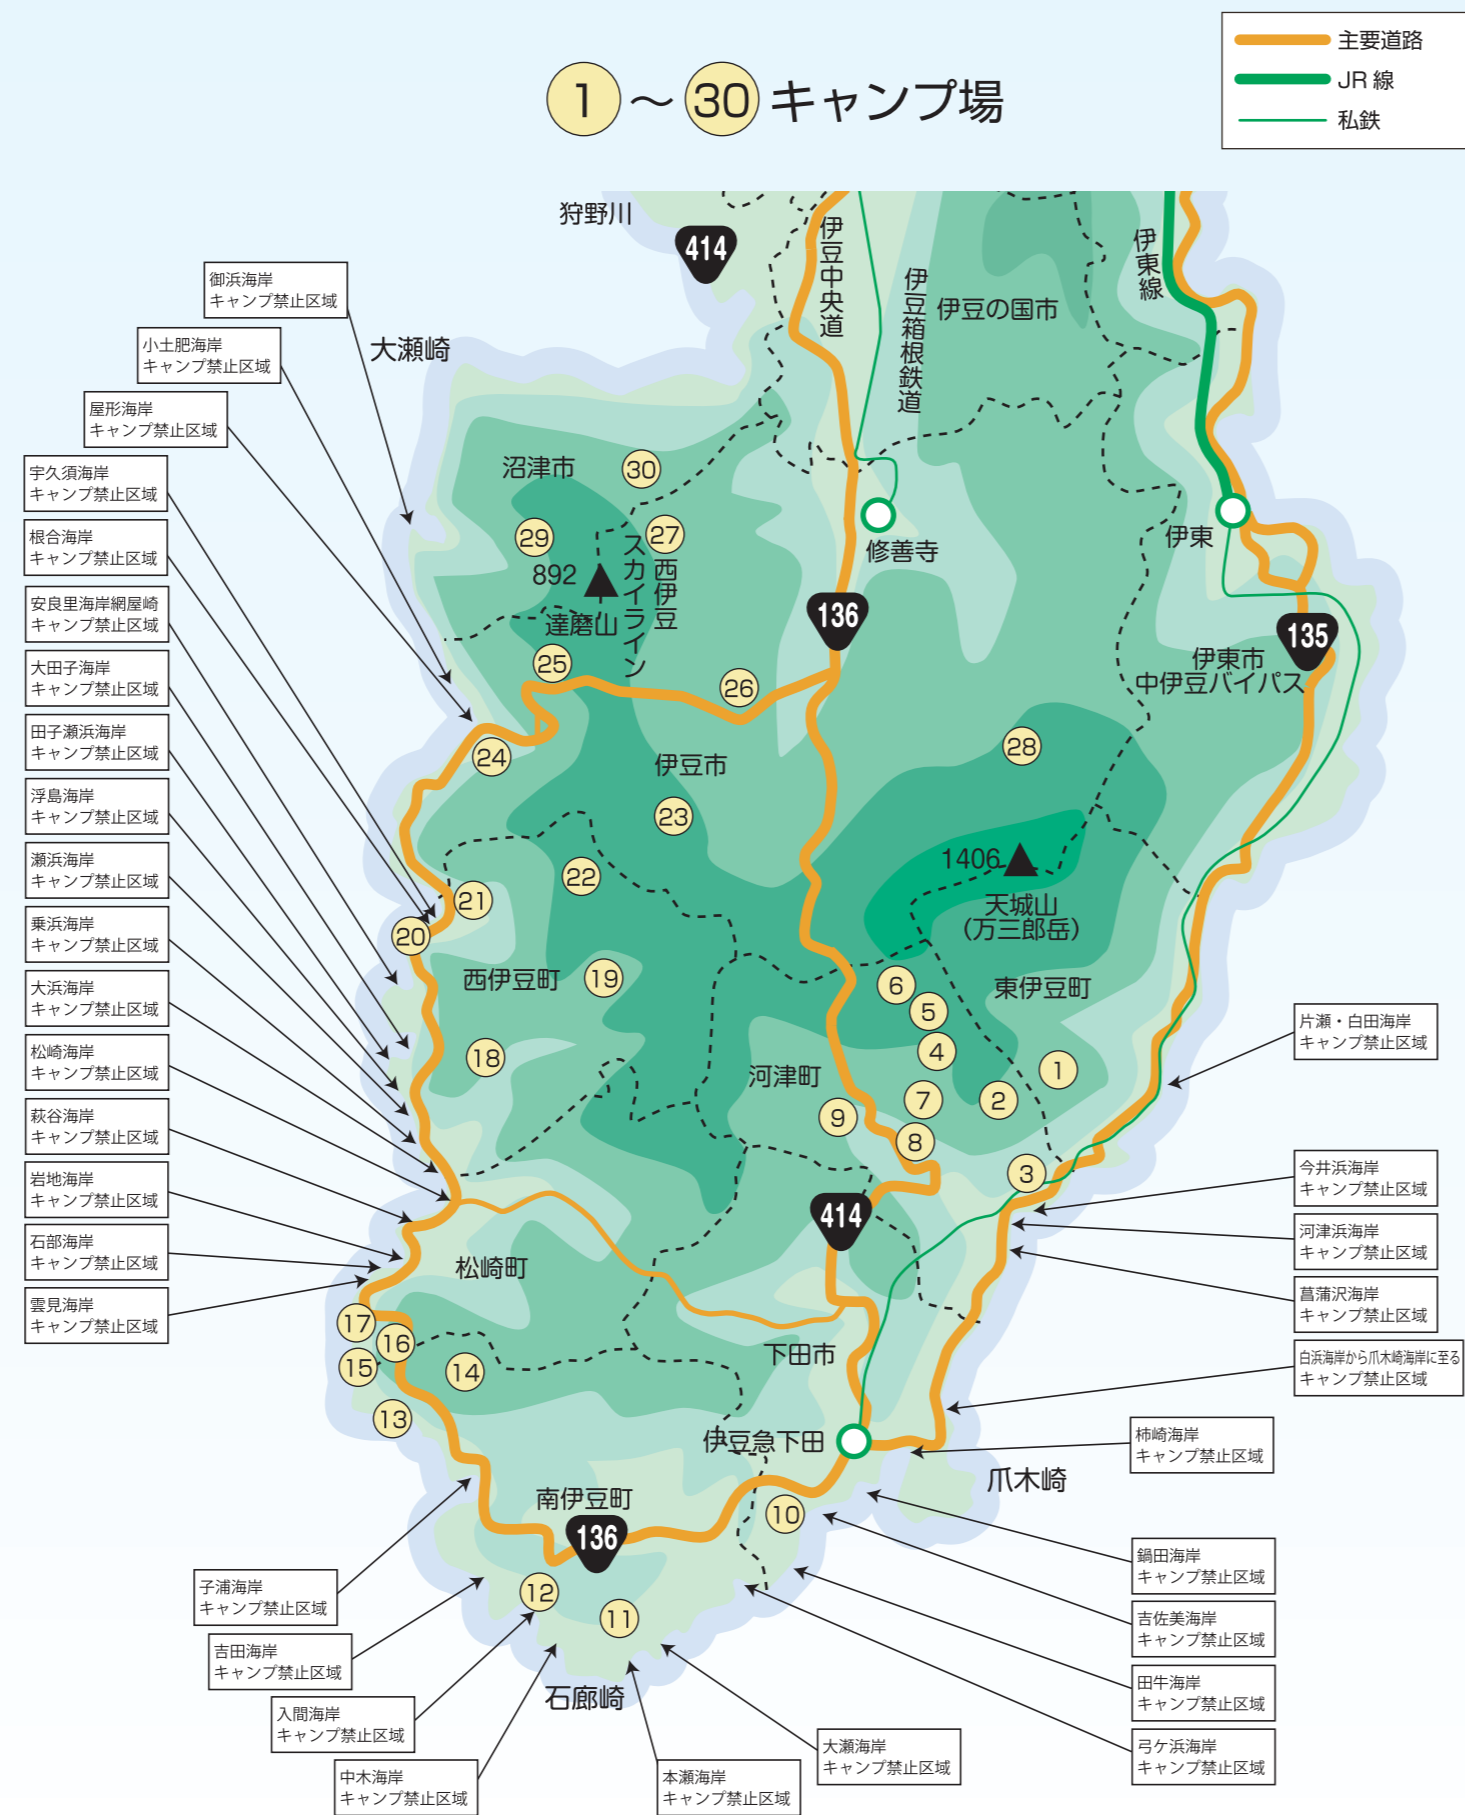 主要道路
JR 線
私鉄
1 ～ 30 キャンプ場
狩野川
414
伊豆中央道
伊豆箱根鉄道
伊豆の国市
伊東線
大瀬崎
御浜海岸
キャンプ禁止区域
小土肥海岸
キャンプ禁止区域
屋形海岸
キャンプ禁止区域
宇久須海岸
キャンプ禁止区域
根合海岸
キャンプ禁止区域
安良里海岸網屋崎
キャンプ禁止区域
大田子海岸
キャンプ禁止区域
田子瀬浜海岸
キャンプ禁止区域
浮島海岸
キャンプ禁止区域
瀬浜海岸
キャンプ禁止区域
乗浜海岸
キャンプ禁止区域
大浜海岸
キャンプ禁止区域
松崎海岸
キャンプ禁止区域
萩谷海岸
キャンプ禁止区域
岩地海岸
キャンプ禁止区域
石部海岸
キャンプ禁止区域
雲見海岸
キャンプ禁止区域
沼津市
30
29
27
892
達磨山
西伊豆
スカイライン
修善寺
伊東
136
135
伊東市
中伊豆バイパス
25
26
24
伊豆市
28
23
1406
天城山
（万三郎岳）
22
21
20
西伊豆町
19
6
東伊豆町
5
4
18
河津町
1
7
2
9
8
3
414
松崎町
17
16
15
14
13
下田市
伊豆急下田
爪木崎
南伊豆町
136
10
12
11
石廊崎
片瀬・白田海岸
キャンプ禁止区域
今井浜海岸
キャンプ禁止区域
河津浜海岸
キャンプ禁止区域
菖蒲沢海岸
キャンプ禁止区域
白浜海岸から爪木崎海岸に至る
キャンプ禁止区域
柿崎海岸
キャンプ禁止区域
鍋田海岸
キャンプ禁止区域
吉佐美海岸
キャンプ禁止区域
田牛海岸
キャンプ禁止区域
弓ケ浜海岸
キャンプ禁止区域
子浦海岸
キャンプ禁止区域
吉田海岸
キャンプ禁止区域
入間海岸
キャンプ禁止区域
中木海岸
キャンプ禁止区域
本瀬海岸
キャンプ禁止区域
大瀬海岸
キャンプ禁止区域